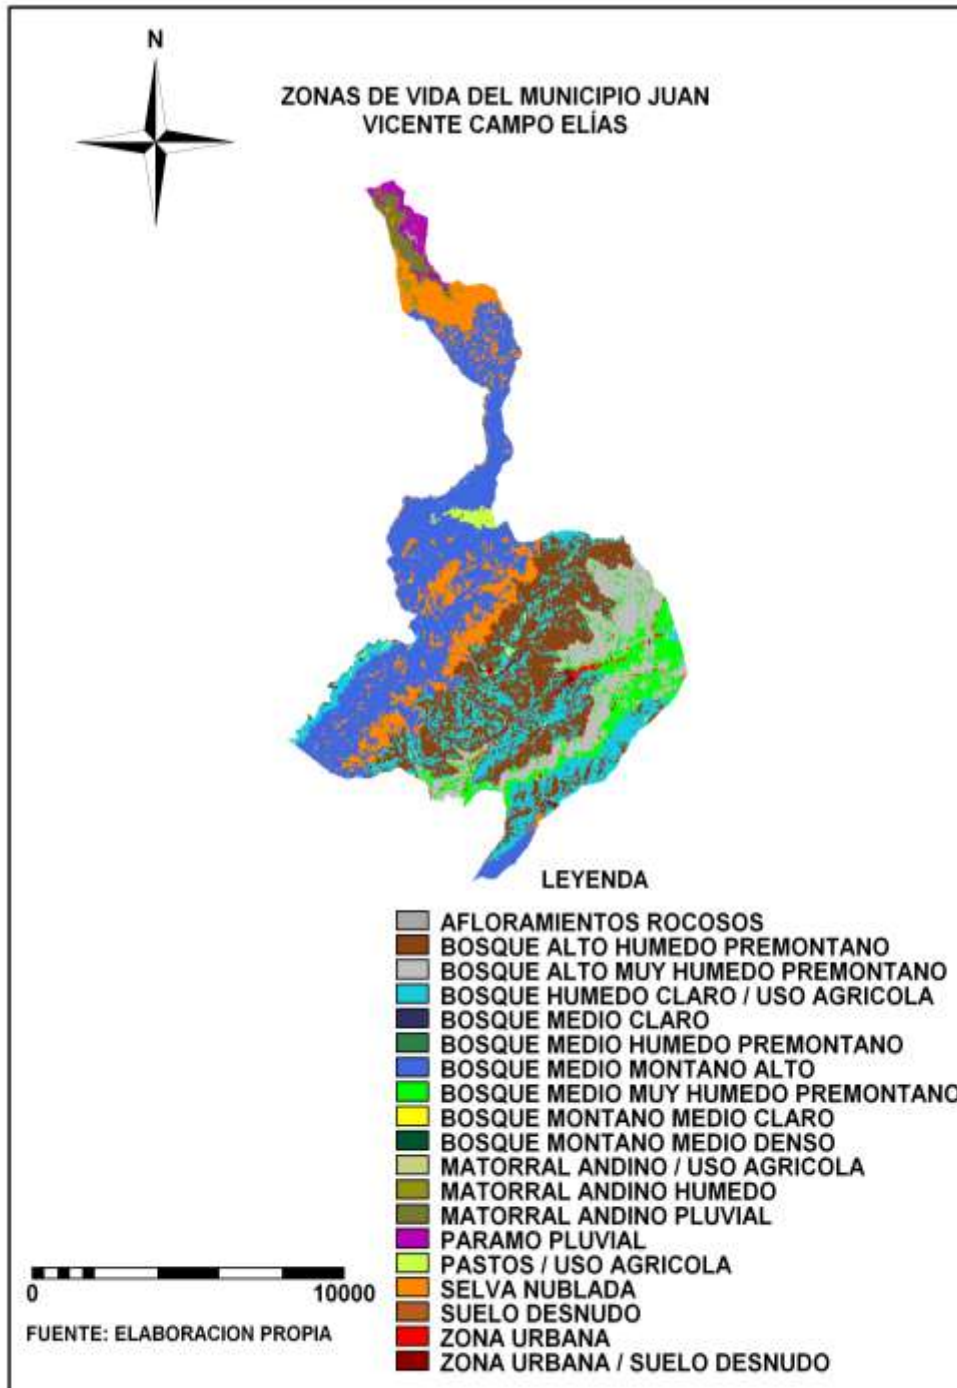 N
ZONAS DE VIDA DEL MUNICIPIO JUAN
VICENTE CAMPO ELÍAS
LEYENDA
AFLORAMIENTOS ROCOSOS
BOSQUE ALTO HUMEDO PREMONTANO
BOSQUE ALTO MUY HUMEDO PREMONTANO
BOSQUE HUMEDO CLARO / USO AGRICOLA
BOSQUE MEDIO CLARO
BOSQUE MEDIO HUMEDO PREMONTANO
BOSQUE MEDIO MONTANO ALTO
BOSQUE MEDIO MUY HUMEDO PREMONTANO
BOSQUE MONTANO MEDIO CLARO
BOSQUE MONTANO MEDIO DENSO
MATORRAL ANDINO / USO AGRICOLA
MATORRAL ANDINO HUMEDO
MATORRAL ANDINO PLUVIAL
PARAMO PLUVIAL
PASTOS / USO AGRICOLA
SELVA NUBLADA
SUELO DESNUDO
ZONA URBANA
ZONA URBANA / SUELO DESNUDO
0 10000
FUENTE: ELABORACION PROPIA